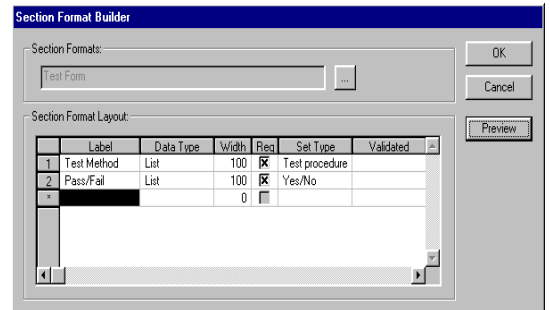 Section Format Builder
Section Formats:
OK
Test Form
...
Cancel
Section Format Layout:
Preview
Label Data Type Width Req Set Type Validated
1 Test Method List 100 Test procedure
2 Pass/Fail List 100 Yes/No
* 0